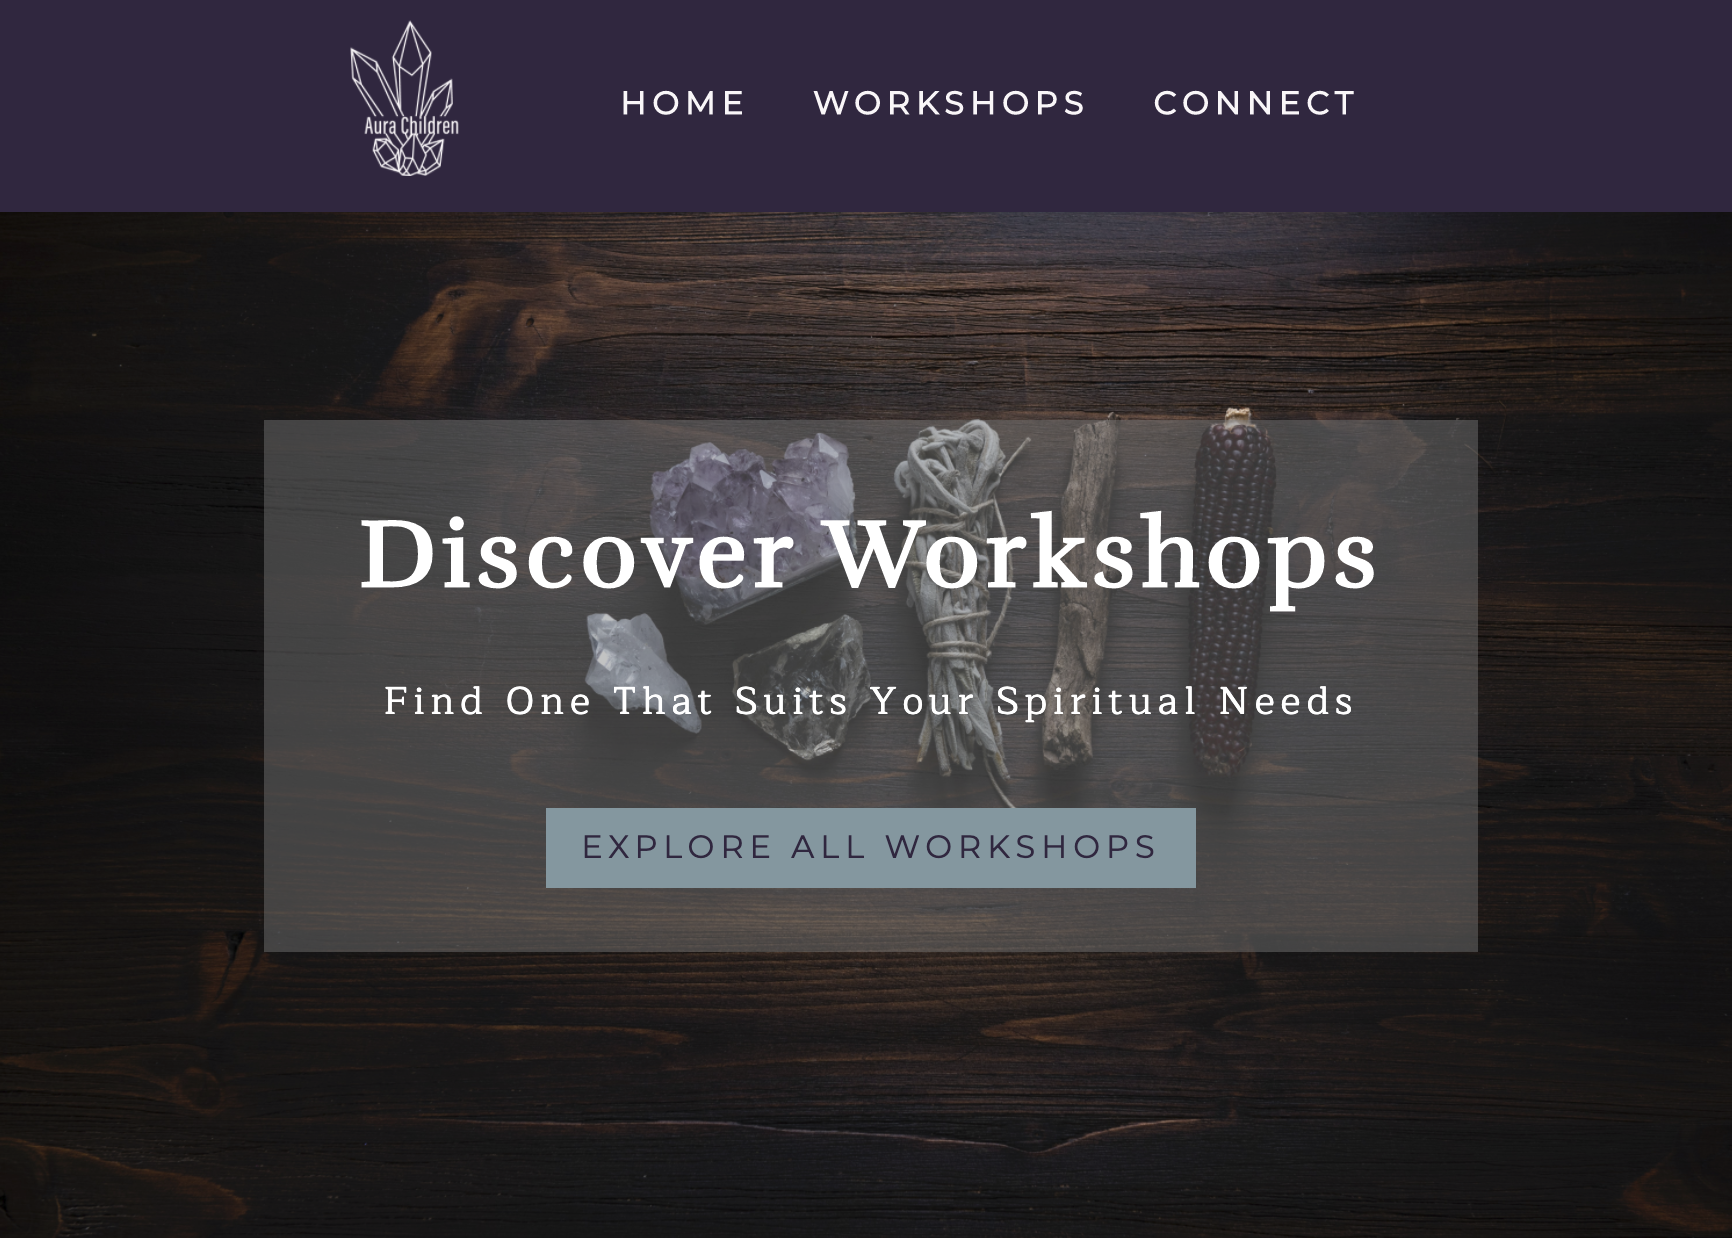 Aura Children
HOME WORKSHOPS CONNECT
Discover Workshops
Find One That Suits Your Spiritual Needs
EXPLORE ALL WORKSHOPS